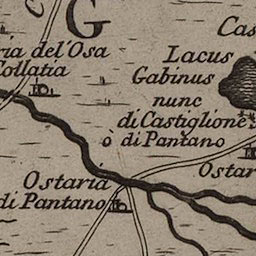 G
Cas
ria del'Osa
Collatia
Lacus
Gabinus
nunc
di Castiglione
ò di Pantano
Ostar
Ostaria
di Pantano